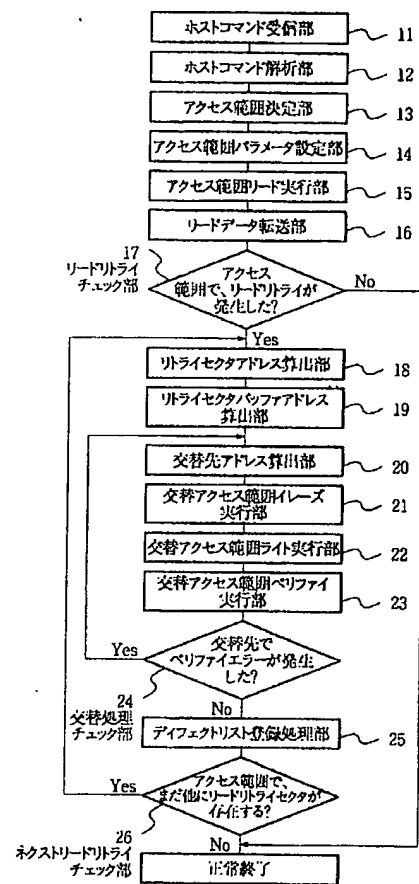 ホストコマンド受信部
11
ホストコマンド解析部
12
アクセス範囲決定部
13
アクセス範囲パラメータ設定部
14
アクセス範囲リード実行部
15
リードデータ転送部
16
17
リードリトライ
チェック部
アクセス
範囲で、リードリトライが
発生した?
No
Yes
リトライセクタアドレス算出部
18
リトライセクタバッファアドレス
算出部
19
交替先アドレス算出部
20
交替アクセス範囲イレーズ
実行部
21
交替アクセス範囲ライト実行部
22
交替アクセス範囲ベリファイ
実行部
23
Yes
交替先で
ベリファイエラーが発生
した?
24
交替処理
チェック部
No
ディフェクトリスト登録処理部
25
Yes
アクセス範囲で、
まだ他にリードリトライセクタが
存在する?
26
ネクストリードリトライ
チェック部
No
正常終了